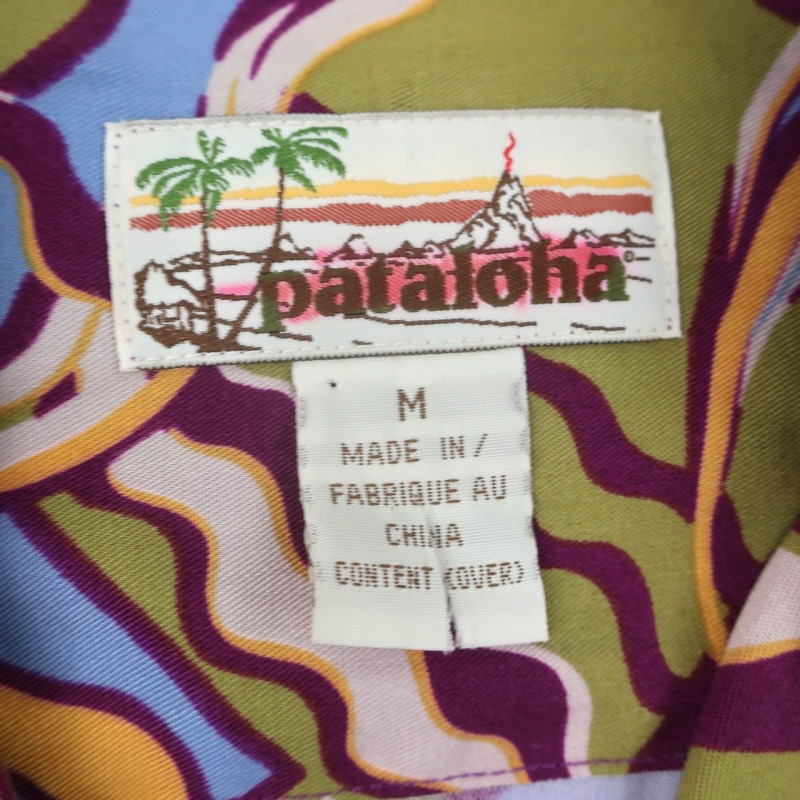 pataloha®
M
MADE IN/
FABRIQUE AU
CHINA
CONTENT (OVER)